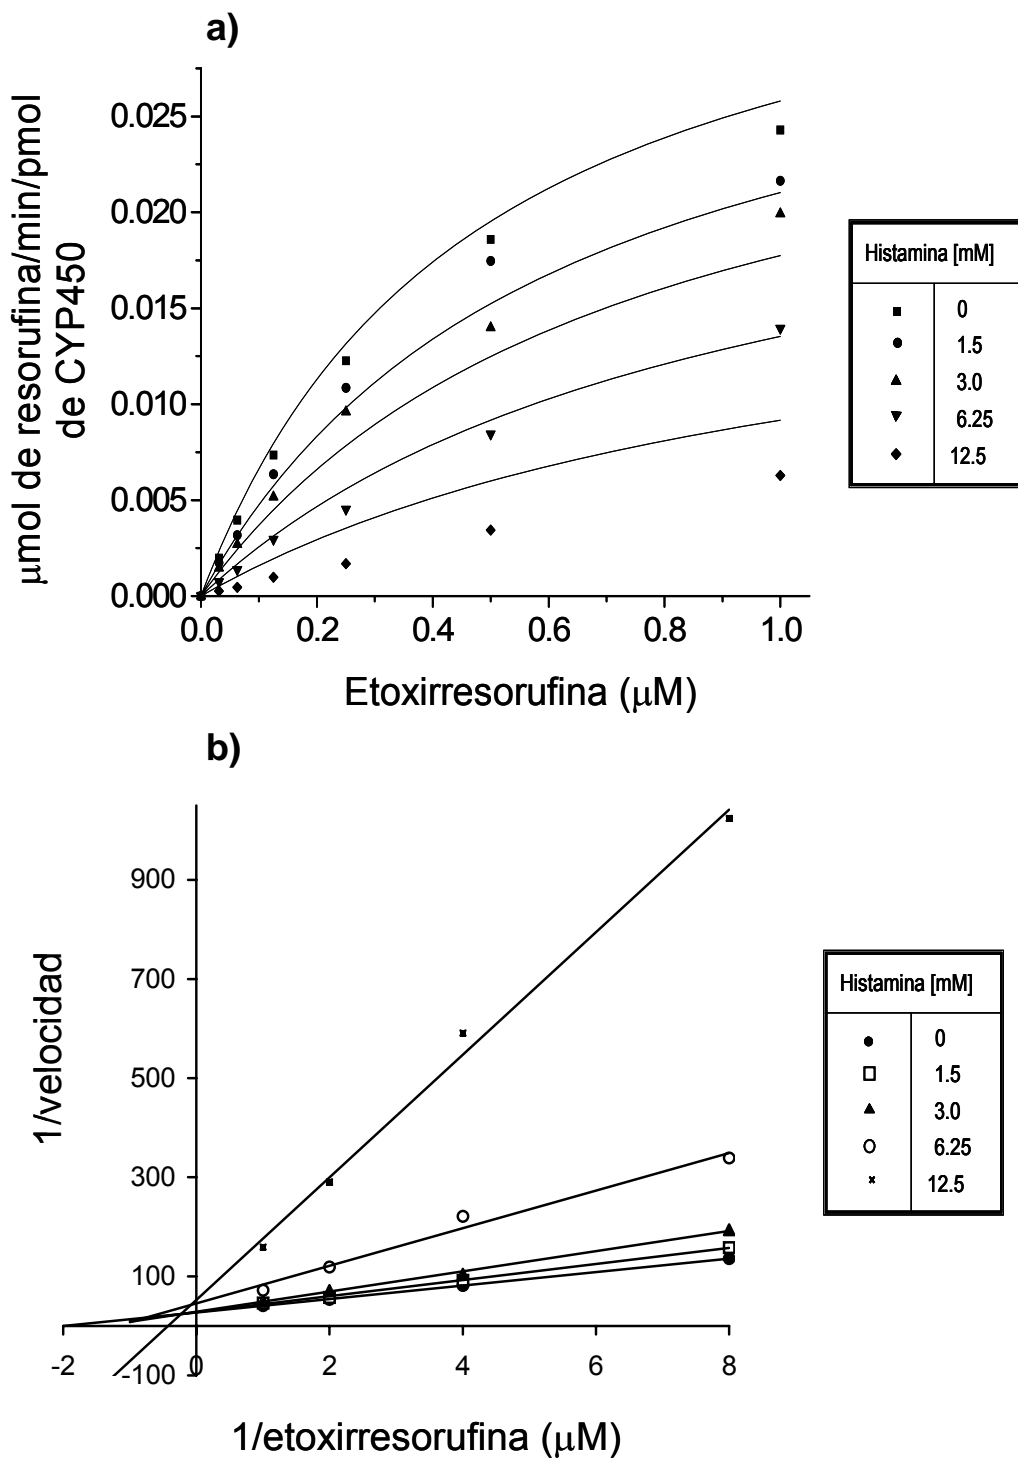 a)
μmol de resorufina/min/pmol
de CYP450
0.025
0.020
0.015
0.010
0.005
0.000
0.0 0.2 0.4 0.6 0.8 1.0
Etoxirresorufina (μM)
Histamina [mM]
0
1.5
3.0
6.25
12.5
b)
1/velocidad
900
700
500
300
100
-100
-2 0 2 4 6 8
1/etoxirresorufina (μM)
Histamina [mM]
0
1.5
3.0
6.25
12.5